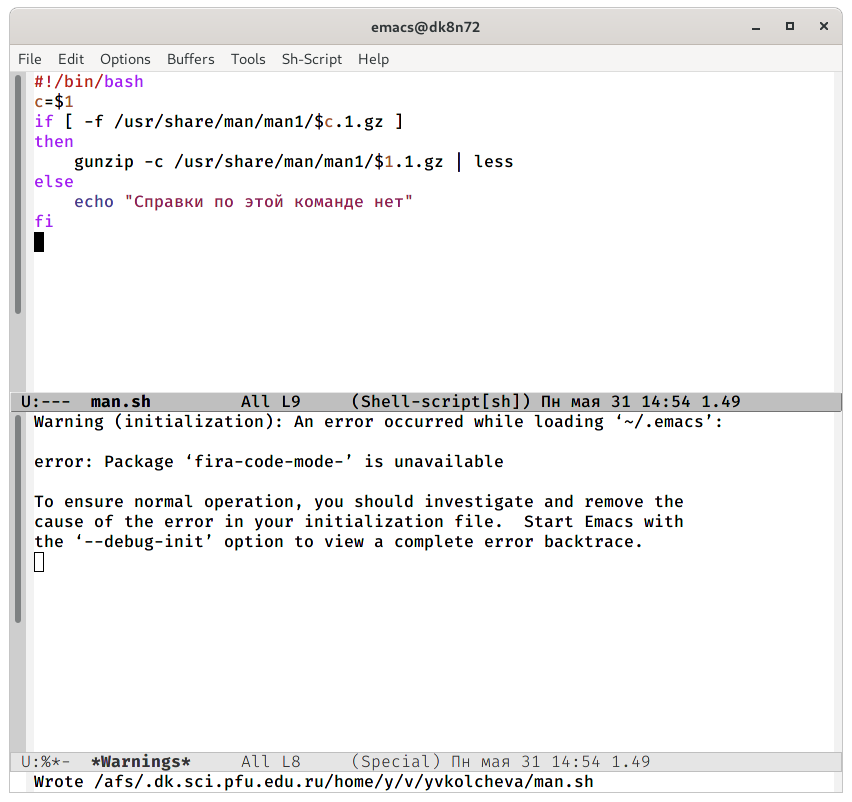 emacs@dk8n72
File Edit Options Buffers Tools Sh-Script Help
#!/bin/bash
c=$1
if [ -f /usr/share/man/man1/$c.1.gz ]
then
    gunzip -c /usr/share/man/man1/$1.1.gz | less
else
    echo "Справки по этой команде нет"
fi
U:---  man.sh         All L9     (Shell-script[sh]) Пн мая 31 14:54 1.49
Warning (initialization): An error occurred while loading ‘~/.emacs’:
error: Package ‘fira-code-mode-’ is unavailable
To ensure normal operation, you should investigate and remove the
cause of the error in your initialization file.  Start Emacs with
the ‘--debug-init’ option to view a complete error backtrace.
U:%*-  *Warnings*     All L8     (Special) Пн мая 31 14:54 1.49
Wrote /afs/.dk.sci.pfu.edu.ru/home/y/v/yvkolcheva/man.sh